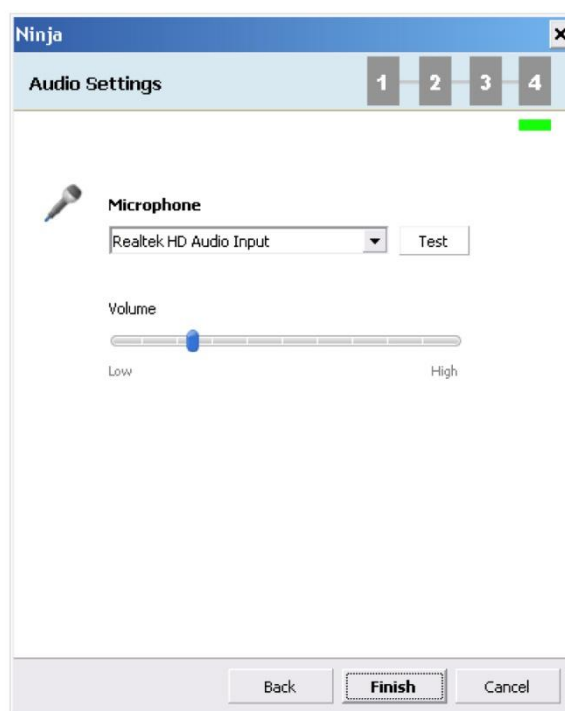 Ninja
Audio Settings 1 2 3 4
Microphone
Realtek HD Audio Input Test
Volume
Low High
Back Finish Cancel